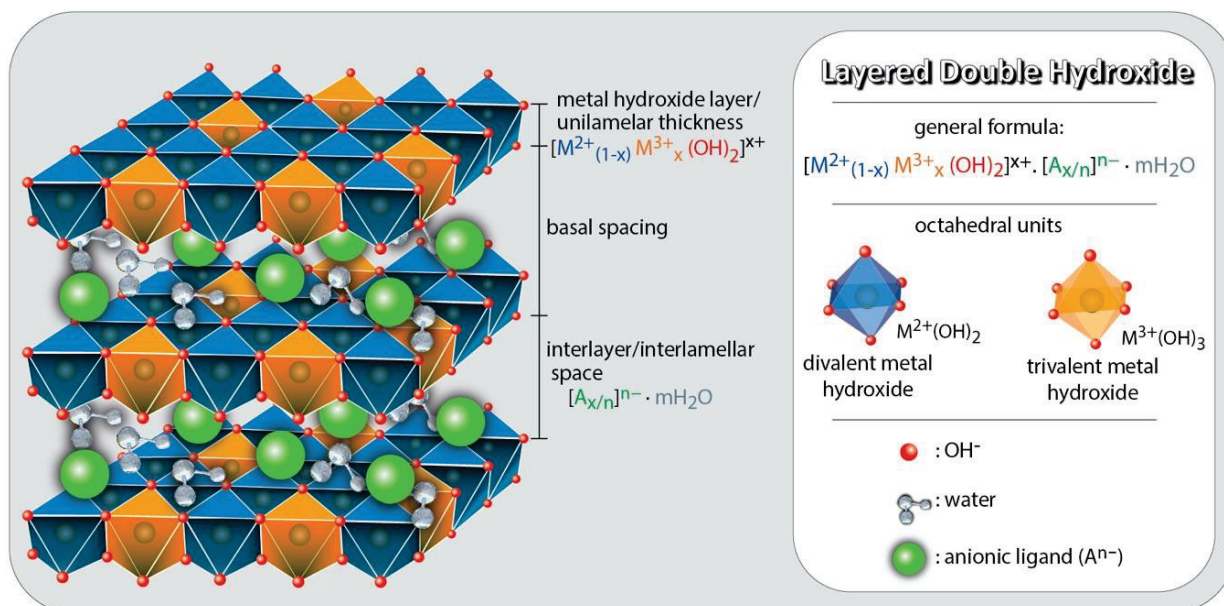 metal hydroxide layer/
unilamelar thickness
[M²⁺₍₁₋ₓ₎ M³⁺ₓ (OH)₂]ˣ⁺
basal spacing
interlayer/interlamellar
space
[Aₓ/ₙ]ⁿ⁻ · mH₂O
Layered Double Hydroxide
general formula:
[M²⁺₍₁₋ₓ₎ M³⁺ₓ (OH)₂]ˣ⁺. [Aₓ/ₙ]ⁿ⁻ · mH₂O
octahedral units
M²⁺(OH)₂
divalent metal
hydroxide
M³⁺(OH)₃
trivalent metal
hydroxide
: OH⁻
: water
: anionic ligand (Aⁿ⁻)